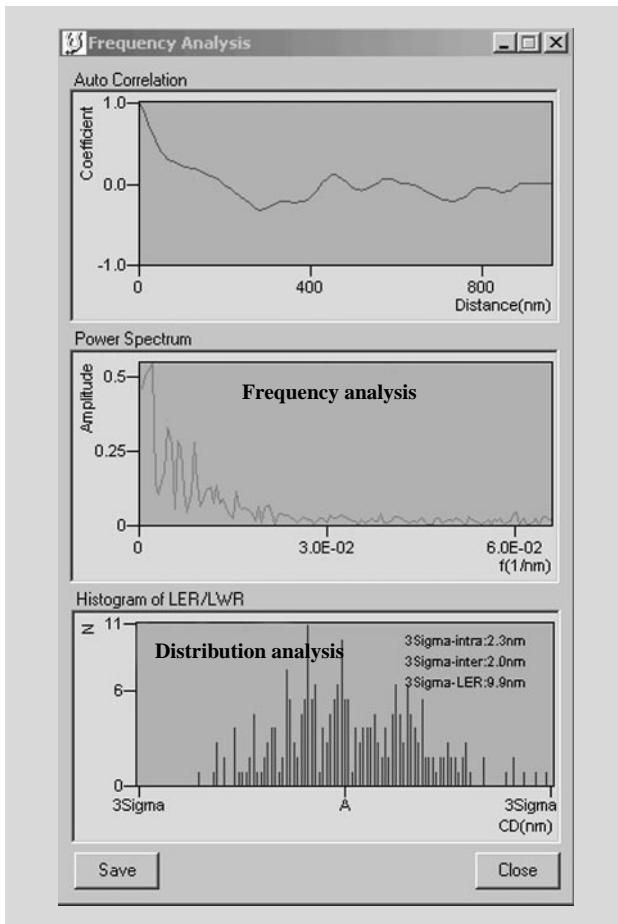 Frequency Analysis
Auto Correlation
1.0
Coefficient
0.0
-1.0
0 400 800
Distance(nm)
Power Spectrum
0.5
Amplitude
Frequency analysis
0.25
0
0 3.0E-02 6.0E-02
f(1/nm)
Histogram of LER/LWR
11
N
3Sigma-intra:2.3nm
Distribution analysis
3Sigma-inter:2.0nm
6
3Sigma-LER:9.9nm
0
3Sigma A 3Sigma
CD(nm)
Save Close